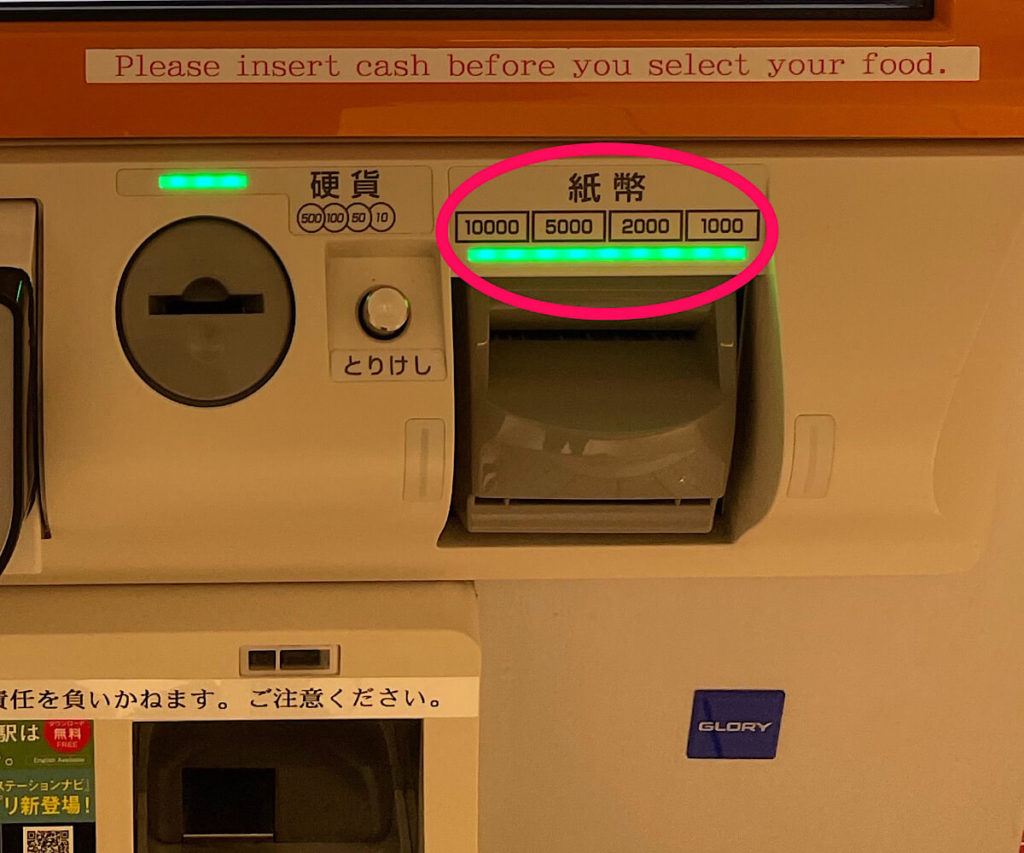 Please insert cash before you select your food.
硬貨
500 100 50 10
紙幣
10000 5000 2000 1000
とりけし
責任を負いかねます。ご注意ください。
GLORY
駅は
ダウンロード
無料
FREE
。
English Available
ステーションナビ』
プリ新登場!